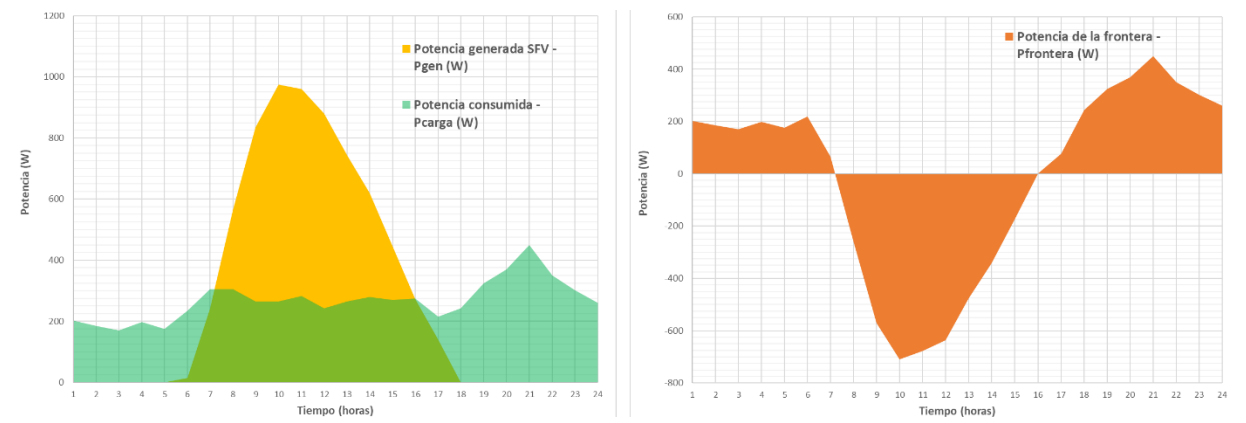 1200
1000
800
600
400
200
0
Potencia (W)
Potencia generada SFV -
Pgen (W)
Potencia consumida -
Pcarga (W)
1 2 3 4 5 6 7 8 9 10 11 12 13 14 15 16 17 18 19 20 21 22 23 24
Tiempo (horas)
600
400
200
0
-200
-400
-600
-800
Potencia (W)
Potencia de la frontera -
Pfrontera (W)
1 2 3 4 5 6 7 8 9 10 11 12 13 14 15 16 17 18 19 20 21 22 23 24
Tiempo (horas)